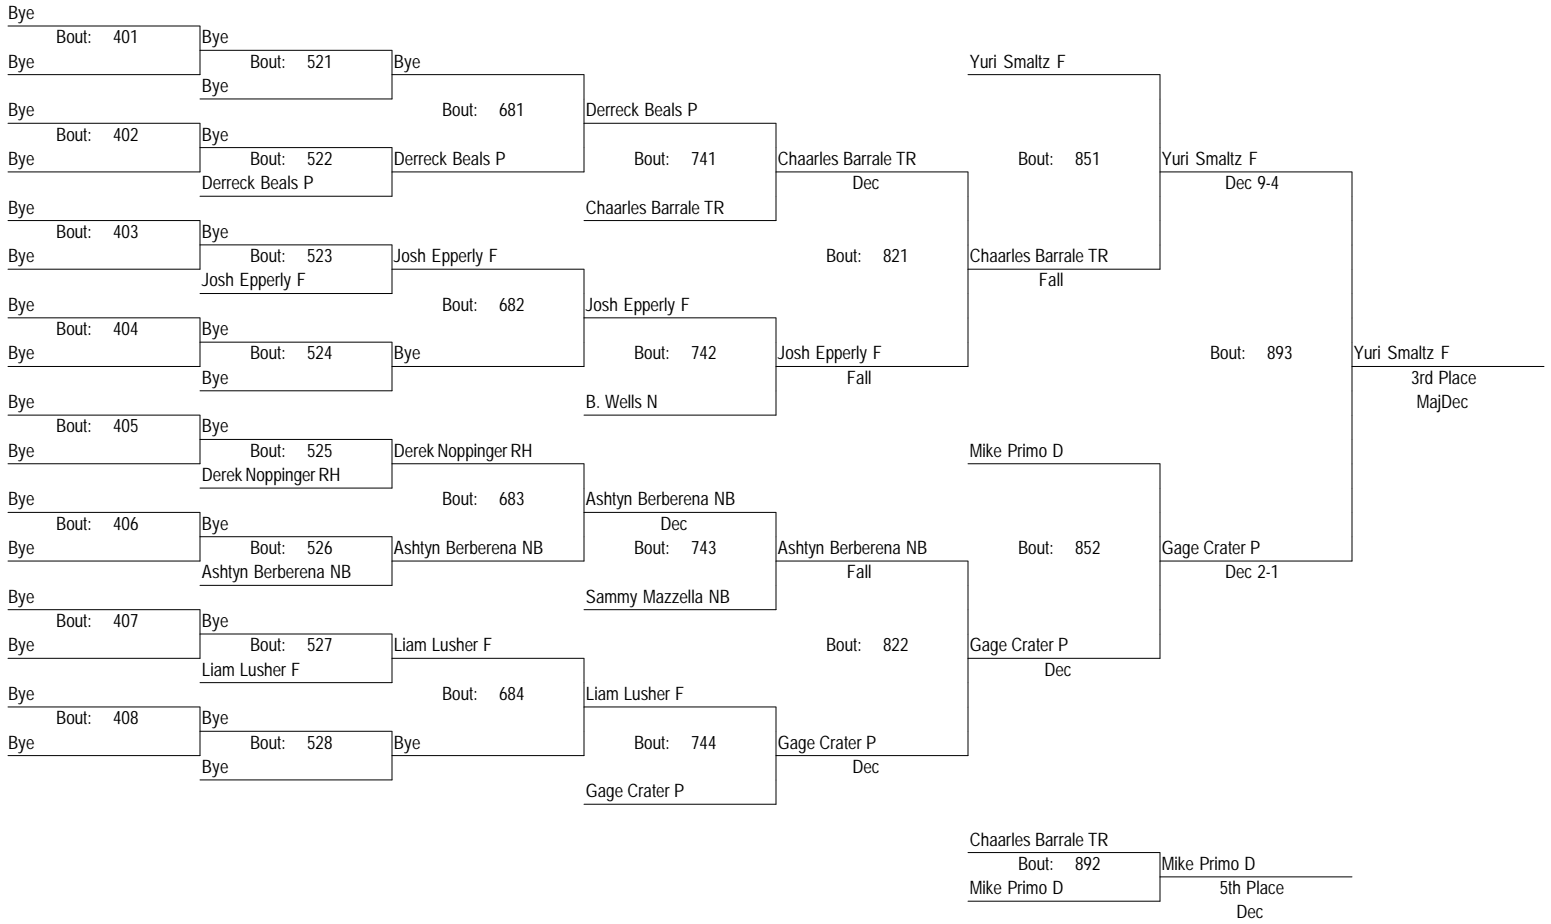 Bye
Bout: 401 Bye
Bye Bout: 521 Bye Yuri Smaltz F
Bye
Bye Bout: 681 Derreck Beals P
Bout: 402 Bye
Bye Bout: 522 Derreck Beals P Bout: 741 Chaarles Barrale TR Bout: 851 Yuri Smaltz F
Derreck Beals P Dec Dec 9-4
Bye Chaarles Barrale TR
Bout: 403 Bye
Bye Bout: 523 Josh Epperly F Bout: 821 Chaarles Barrale TR
Josh Epperly F Fall
Bye Bout: 682 Josh Epperly F
Bout: 404 Bye
Bye Bout: 524 Bye Bout: 742 Josh Epperly F Bout: 893 Yuri Smaltz F
Bye Fall 3rd Place
Bye B. Wells N MajDec
Bout: 405 Bye
Bye Bout: 525 Derek Noppinger RH Mike Primo D
Derek Noppinger RH
Bye Bout: 683 Ashtyn Berberena NB
Bout: 406 Bye Dec
Bye Bout: 526 Ashtyn Berberena NB Bout: 743 Ashtyn Berberena NB Bout: 852 Gage Crater P
Ashtyn Berberena NB Fall Dec 2-1
Bye Sammy Mazzella NB
Bout: 407 Bye
Bye Bout: 527 Liam Lusher F Bout: 822 Gage Crater P
Liam Lusher F Dec
Bye Bout: 684 Liam Lusher F
Bout: 408 Bye
Bye Bout: 528 Bye Bout: 744 Gage Crater P
Bye Dec
Gage Crater P
Chaarles Barrale TR
Bout: 892 Mike Primo D
Mike Primo D 5th Place
Dec